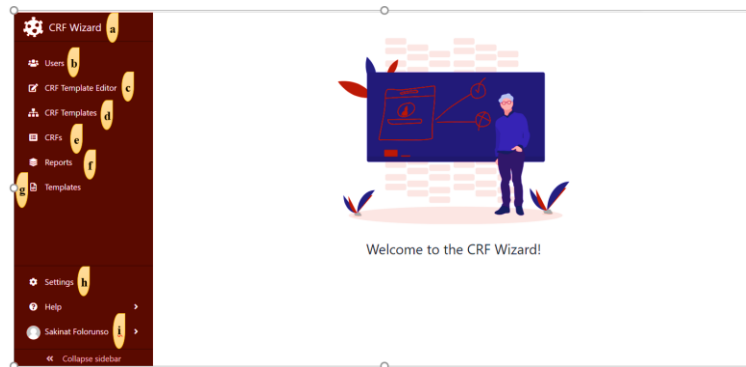 CRF Wizard a
Users b
CRF Template Editor c
CRF Templates d
CRFs e
Reports f
g Templates
Welcome to the CRF Wizard!
Settings h
Help
Sakinat Folorunso i
Collapse sidebar